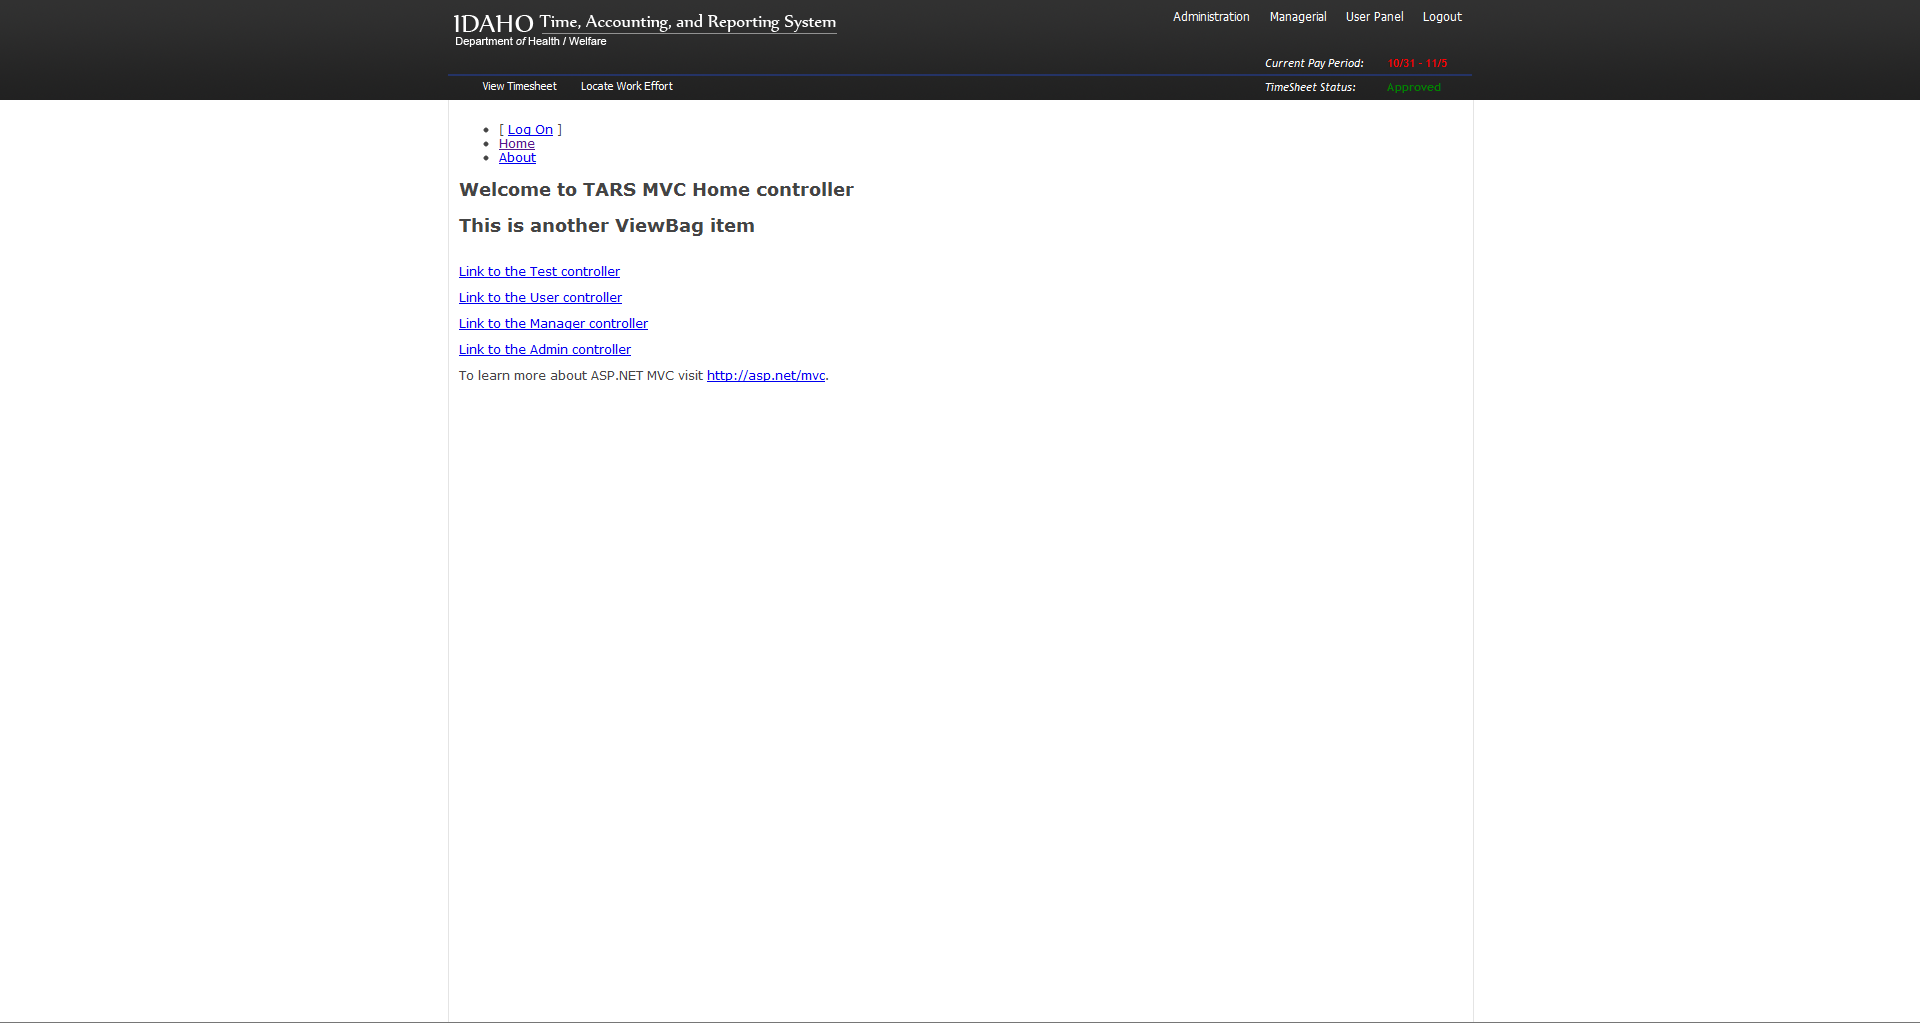 IDAHO Time, Accounting, and Reporting System
Department of Health / Welfare
Administration Managerial User Panel Logout
Current Pay Period: 10/31 - 11/5
View Timesheet Locate Work Effort
TimeSheet Status: Approved
[ Log On ]
Home
About
Welcome to TARS MVC Home controller
This is another ViewBag item
Link to the Test controller
Link to the User controller
Link to the Manager controller
Link to the Admin controller
To learn more about ASP.NET MVC visit http://asp.net/mvc.